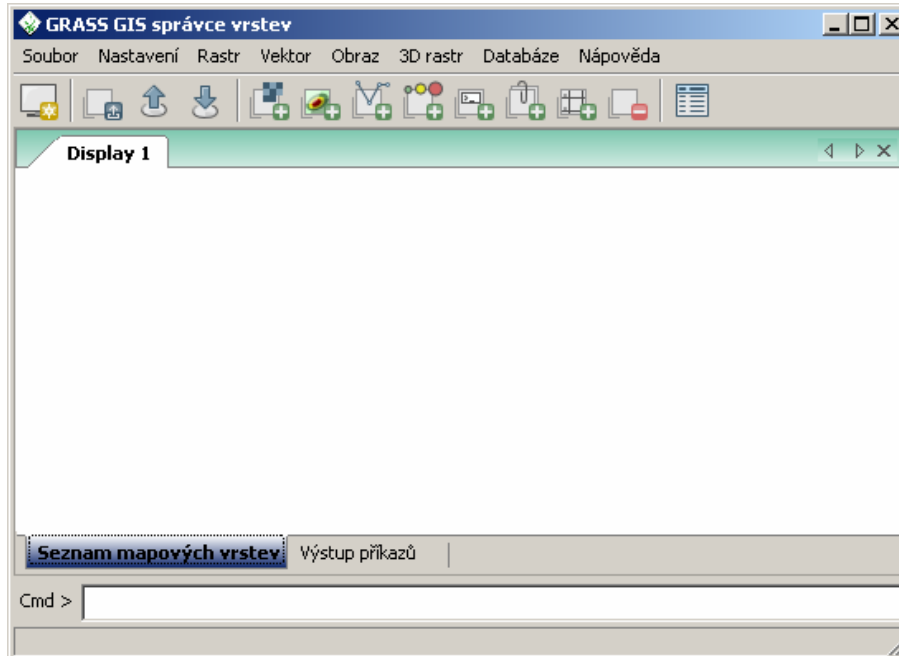 GRASS GIS správce vrstev
Soubor Nastavení Rastr Vektor Obraz 3D rastr Databáze Nápověda
Display 1
Seznam mapových vrstev Výstup příkazů
Cmd >